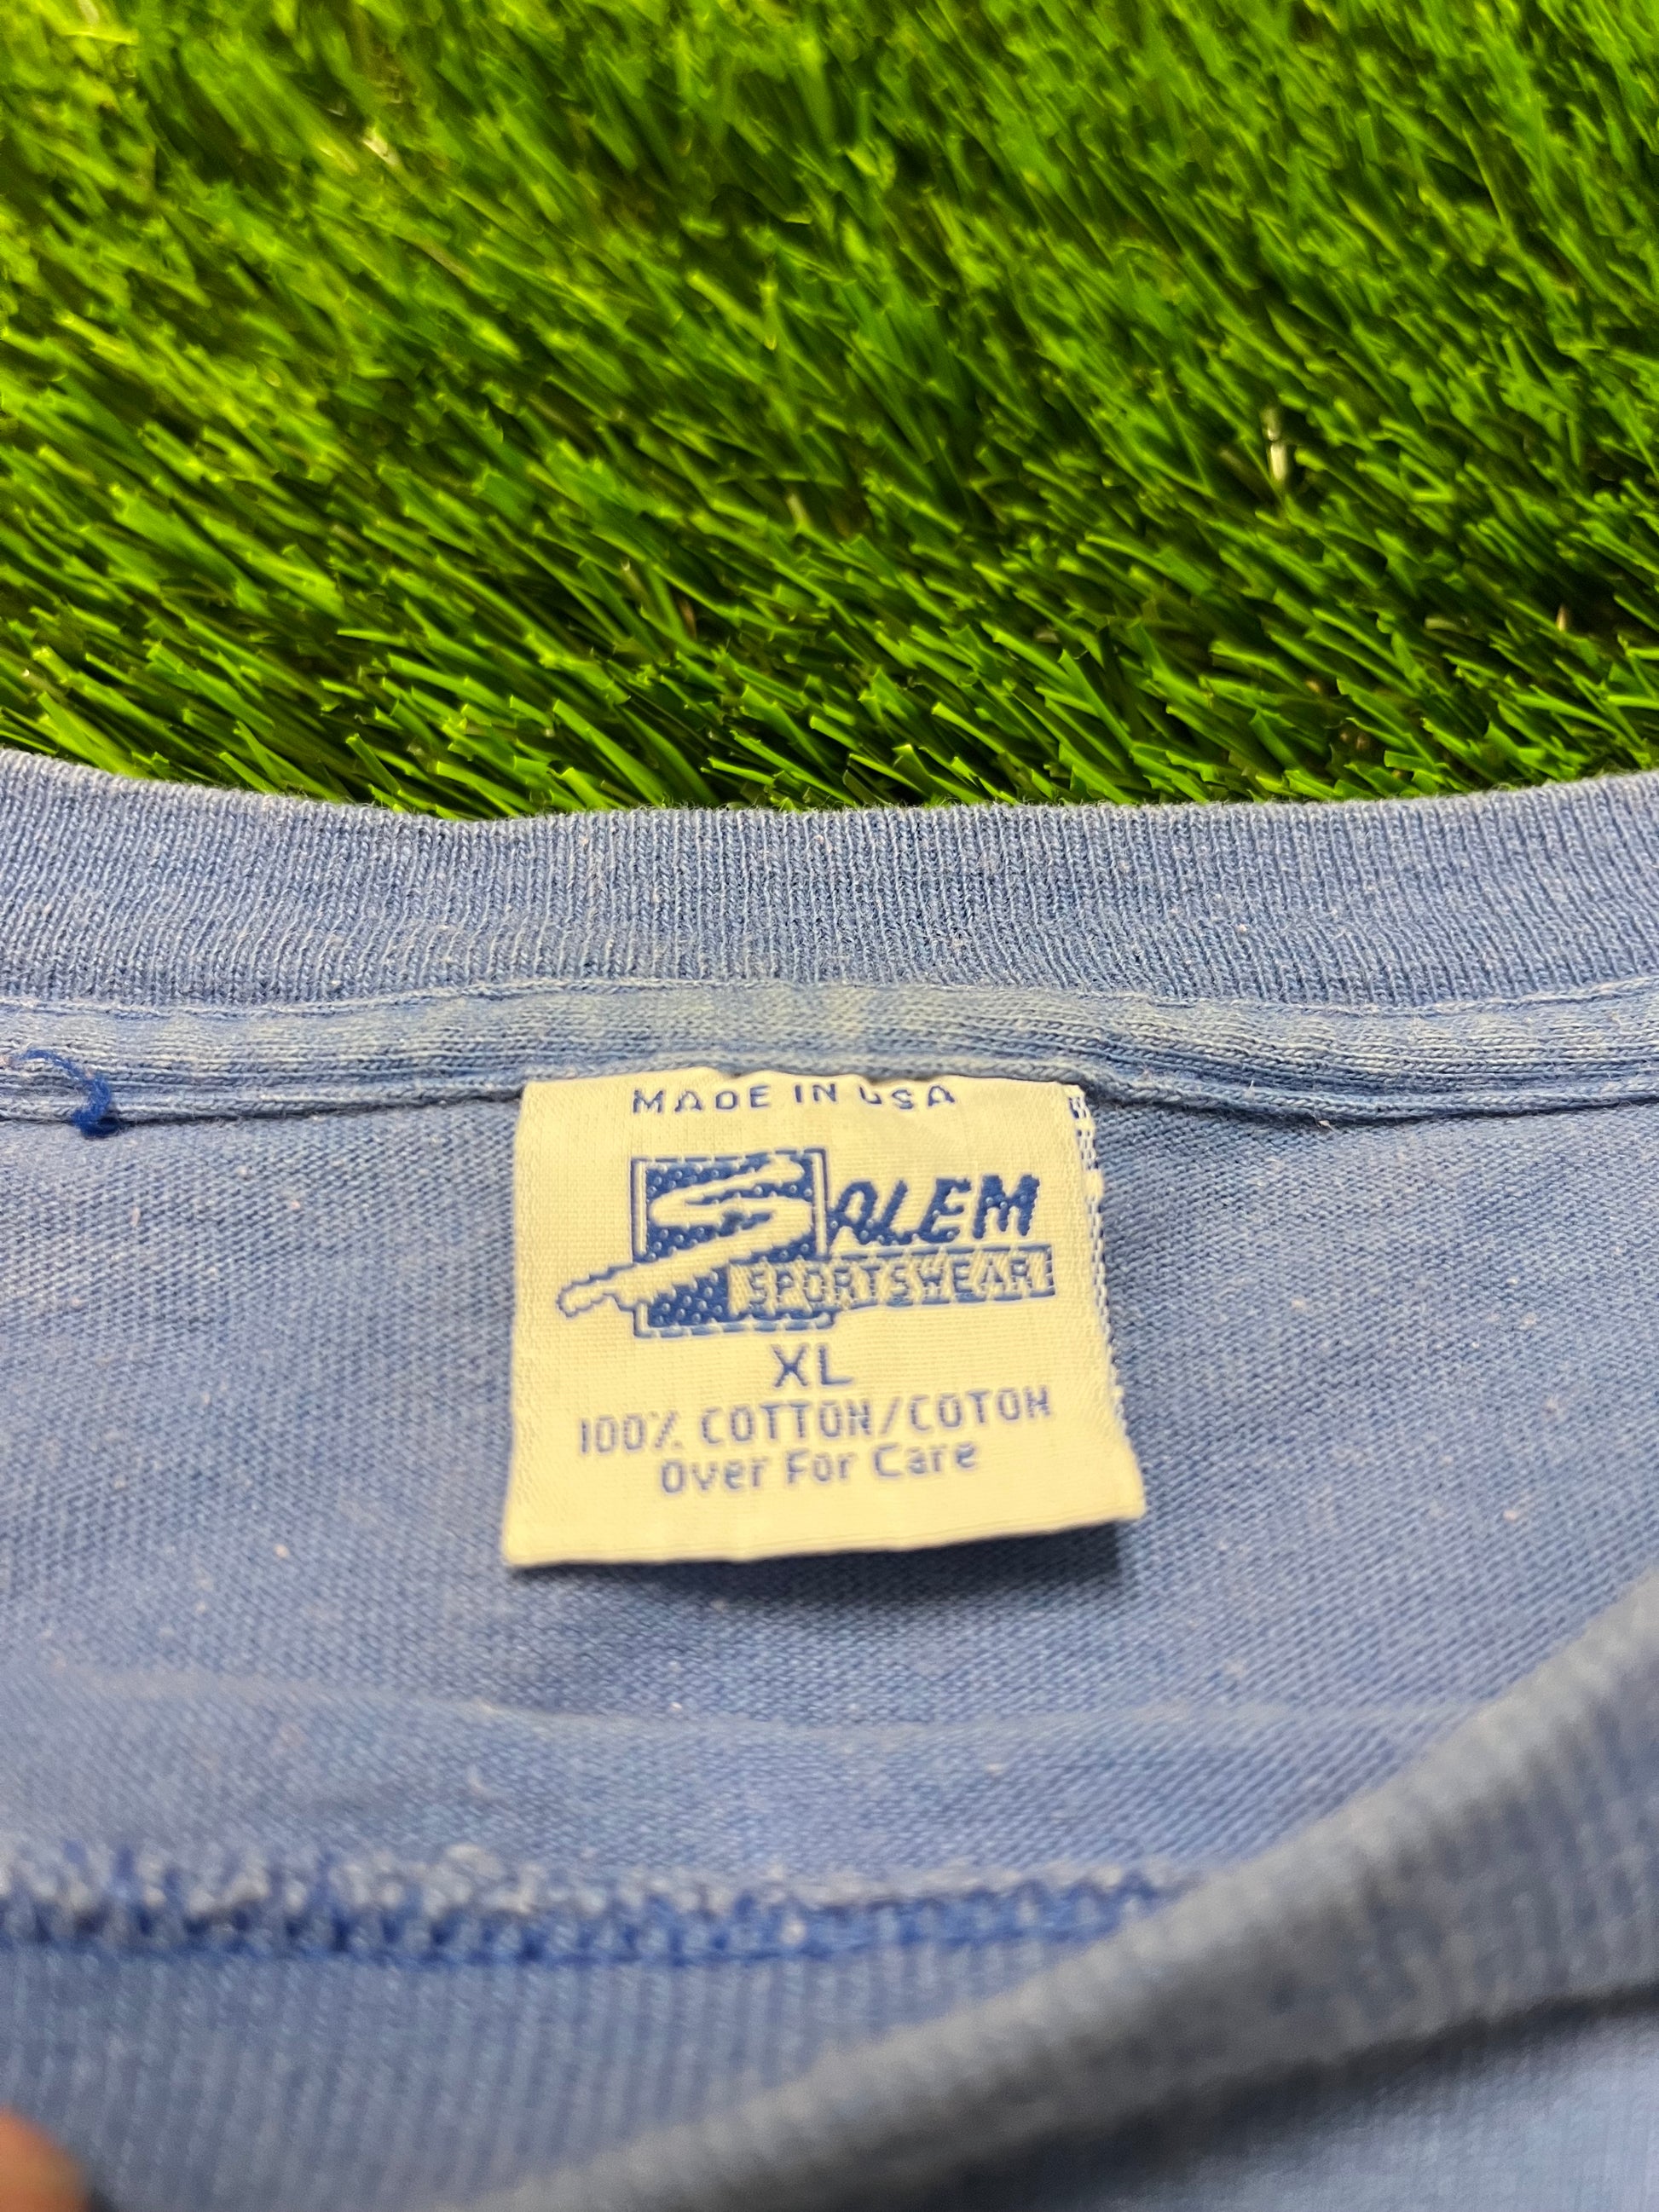 MADE IN USA
SALEM
SPORTSWEAR
XL
100% COTTON/COTON
Over For Care